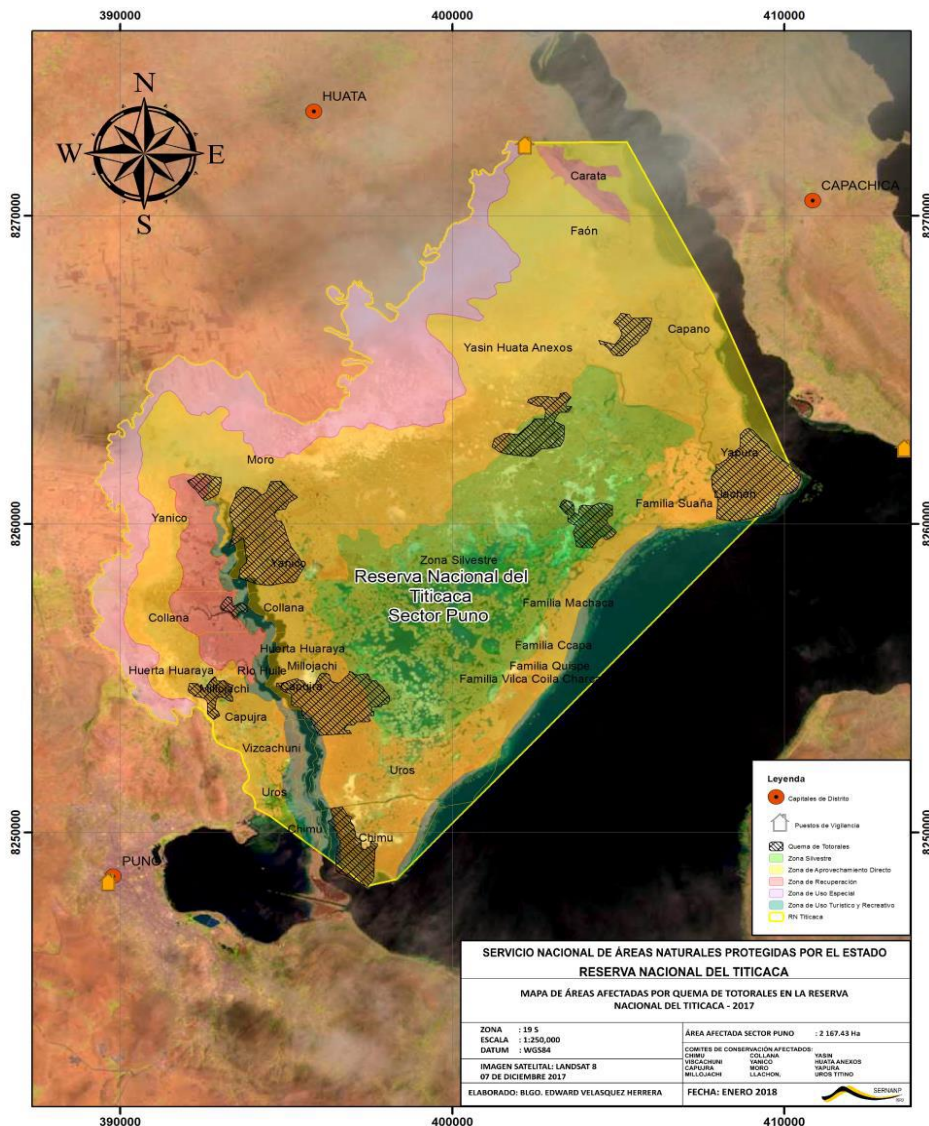 390000 400000 410000
N
W E
S
HUATA
CAPACHICA
8270000 8270000
Carata
Faón
Capano
Yasin Huata Anexos
Moro
Yapura
Llachón
Familia Suaña
Yanico
8260000 8260000
Zona Silvestre
Yanico
Reserva Nacional del
Titicaca
Sector Puno
Familia Machaca
Collana
Collana
Huerta Huaraya
Familia Ccapa
Millojachi
Familia Quispe
Huerta Huaraya
RIo Huile
Familia Vilca Coila Charca
Millojachi
Capujra
Capujra
Vizcachuni
Uros
Uros
Chimu
Chimu
8250000 8250000
PUNO
Leyenda
Capitales de Distrito
Puestos de Vigilancia
Quema de Totorales
Zona Silvestre
Zona de Aprovechamiento Directo
Zona de Recuperación
Zona de Uso Especial
Zona de Uso Turístico y Recreativo
RN Titicaca
SERVICIO NACIONAL DE ÁREAS NATURALES PROTEGIDAS POR EL ESTADO
RESERVA NACIONAL DEL TITICACA
MAPA DE ÁREAS AFECTADAS POR QUEMA DE TOTORALES EN LA RESERVA
NACIONAL DEL TITICACA - 2017
ZONA : 19 S
ESCALA : 1:250,000
DATUM : WGS84
ÁREA AFECTADA SECTOR PUNO : 2 167.43 Ha
COMITES DE CONSERVACIÓN AFECTADOS:
CHIMU COLLANA YASIN
VISCACHUNI YANICO HUATA ANEXOS
CAPUJRA MORO YAPURA
MILLOJACHI LLACHON, UROS TITINO
IMAGEN SATELITAL: LANDSAT 8
07 DE DICIEMBRE 2017
ELABORADO: BLGO. EDWARD VELASQUEZ HERRERA
FECHA: ENERO 2018
SERNANP
390000 400000 410000